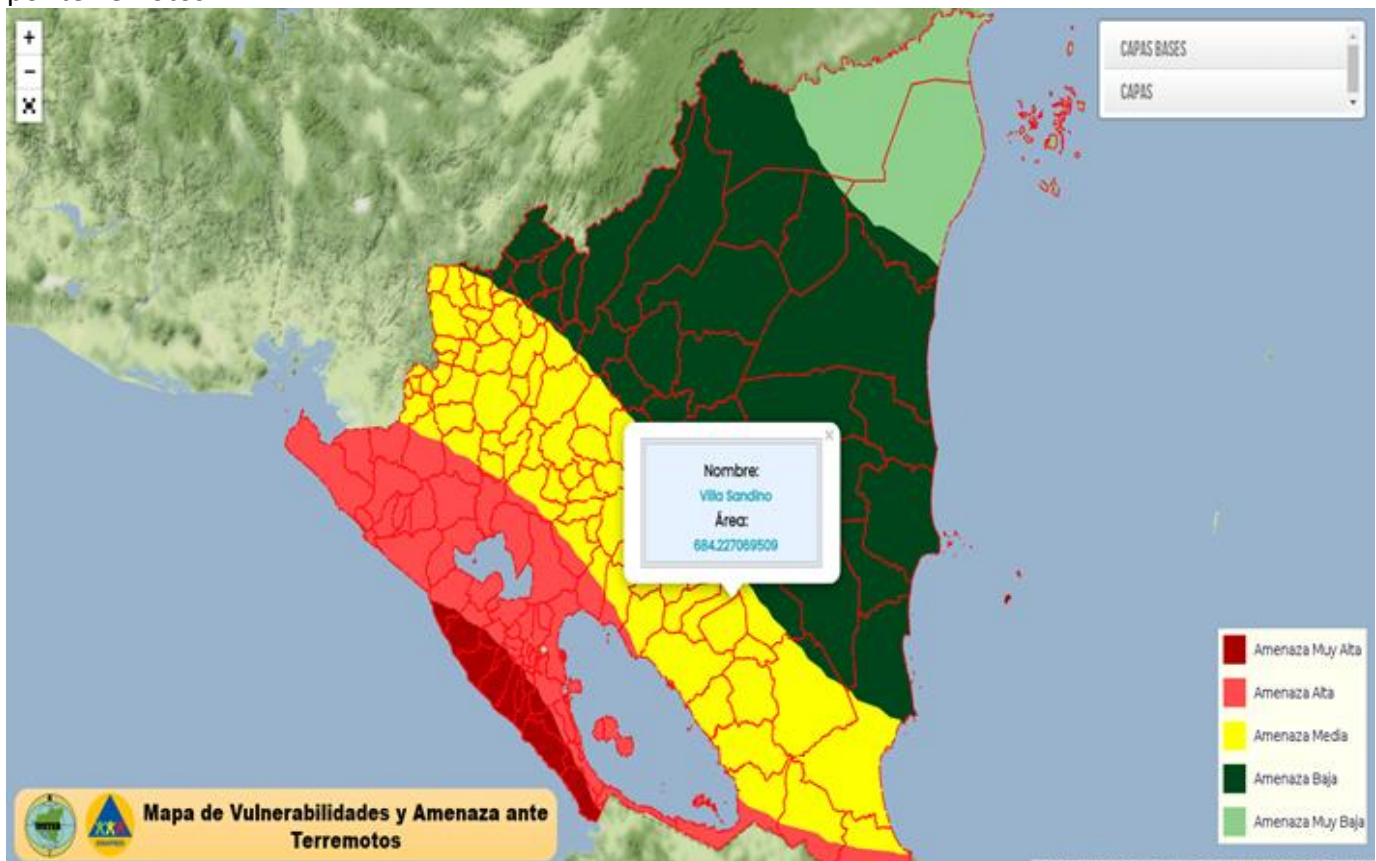 +
−
CAPAS BASES
CAPAS
Nombre:
Villa Sandino
Área:
684.227069509
Amenaza Muy Alta
Amenaza Alta
Amenaza Media
Amenaza Baja
Amenaza Muy Baja
Mapa de Vulnerabilidades y Amenaza ante
Terremotos